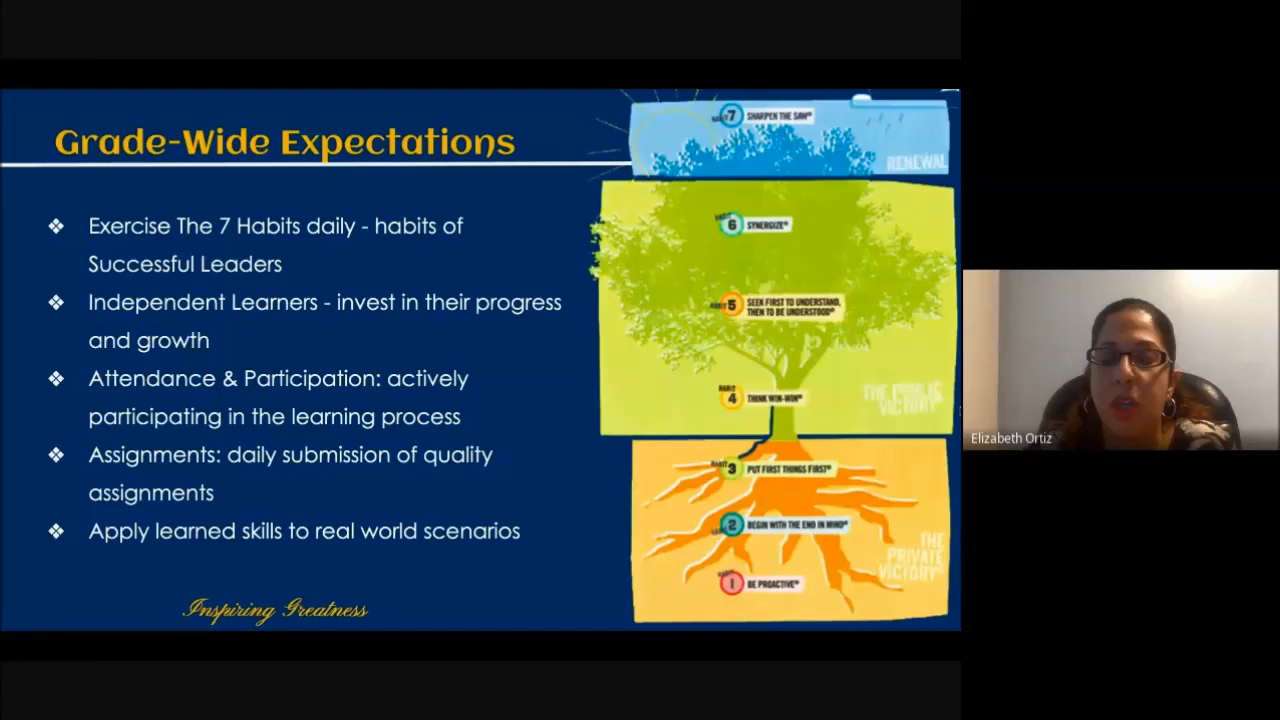 Grade-Wide Expectations
❖ Exercise The 7 Habits daily - habits of
Successful Leaders
❖ Independent Learners - invest in their progress
and growth
❖ Attendance & Participation: actively
participating in the learning process
❖ Assignments: daily submission of quality
assignments
❖ Apply learned skills to real world scenarios
Inspiring Greatness
HABIT 7 SHARPEN THE SAW®
RENEWAL
HABIT 6 SYNERGIZE®
HABIT 5 SEEK FIRST TO UNDERSTAND,
THEN TO BE UNDERSTOOD®
HABIT 4 THINK WIN-WIN®
THE PUBLIC
VICTORY®
HABIT 3 PUT FIRST THINGS FIRST®
HABIT 2 BEGIN WITH THE END IN MIND®
THE
PRIVATE
VICTORY®
HABIT 1 BE PROACTIVE®
Elizabeth Ortiz